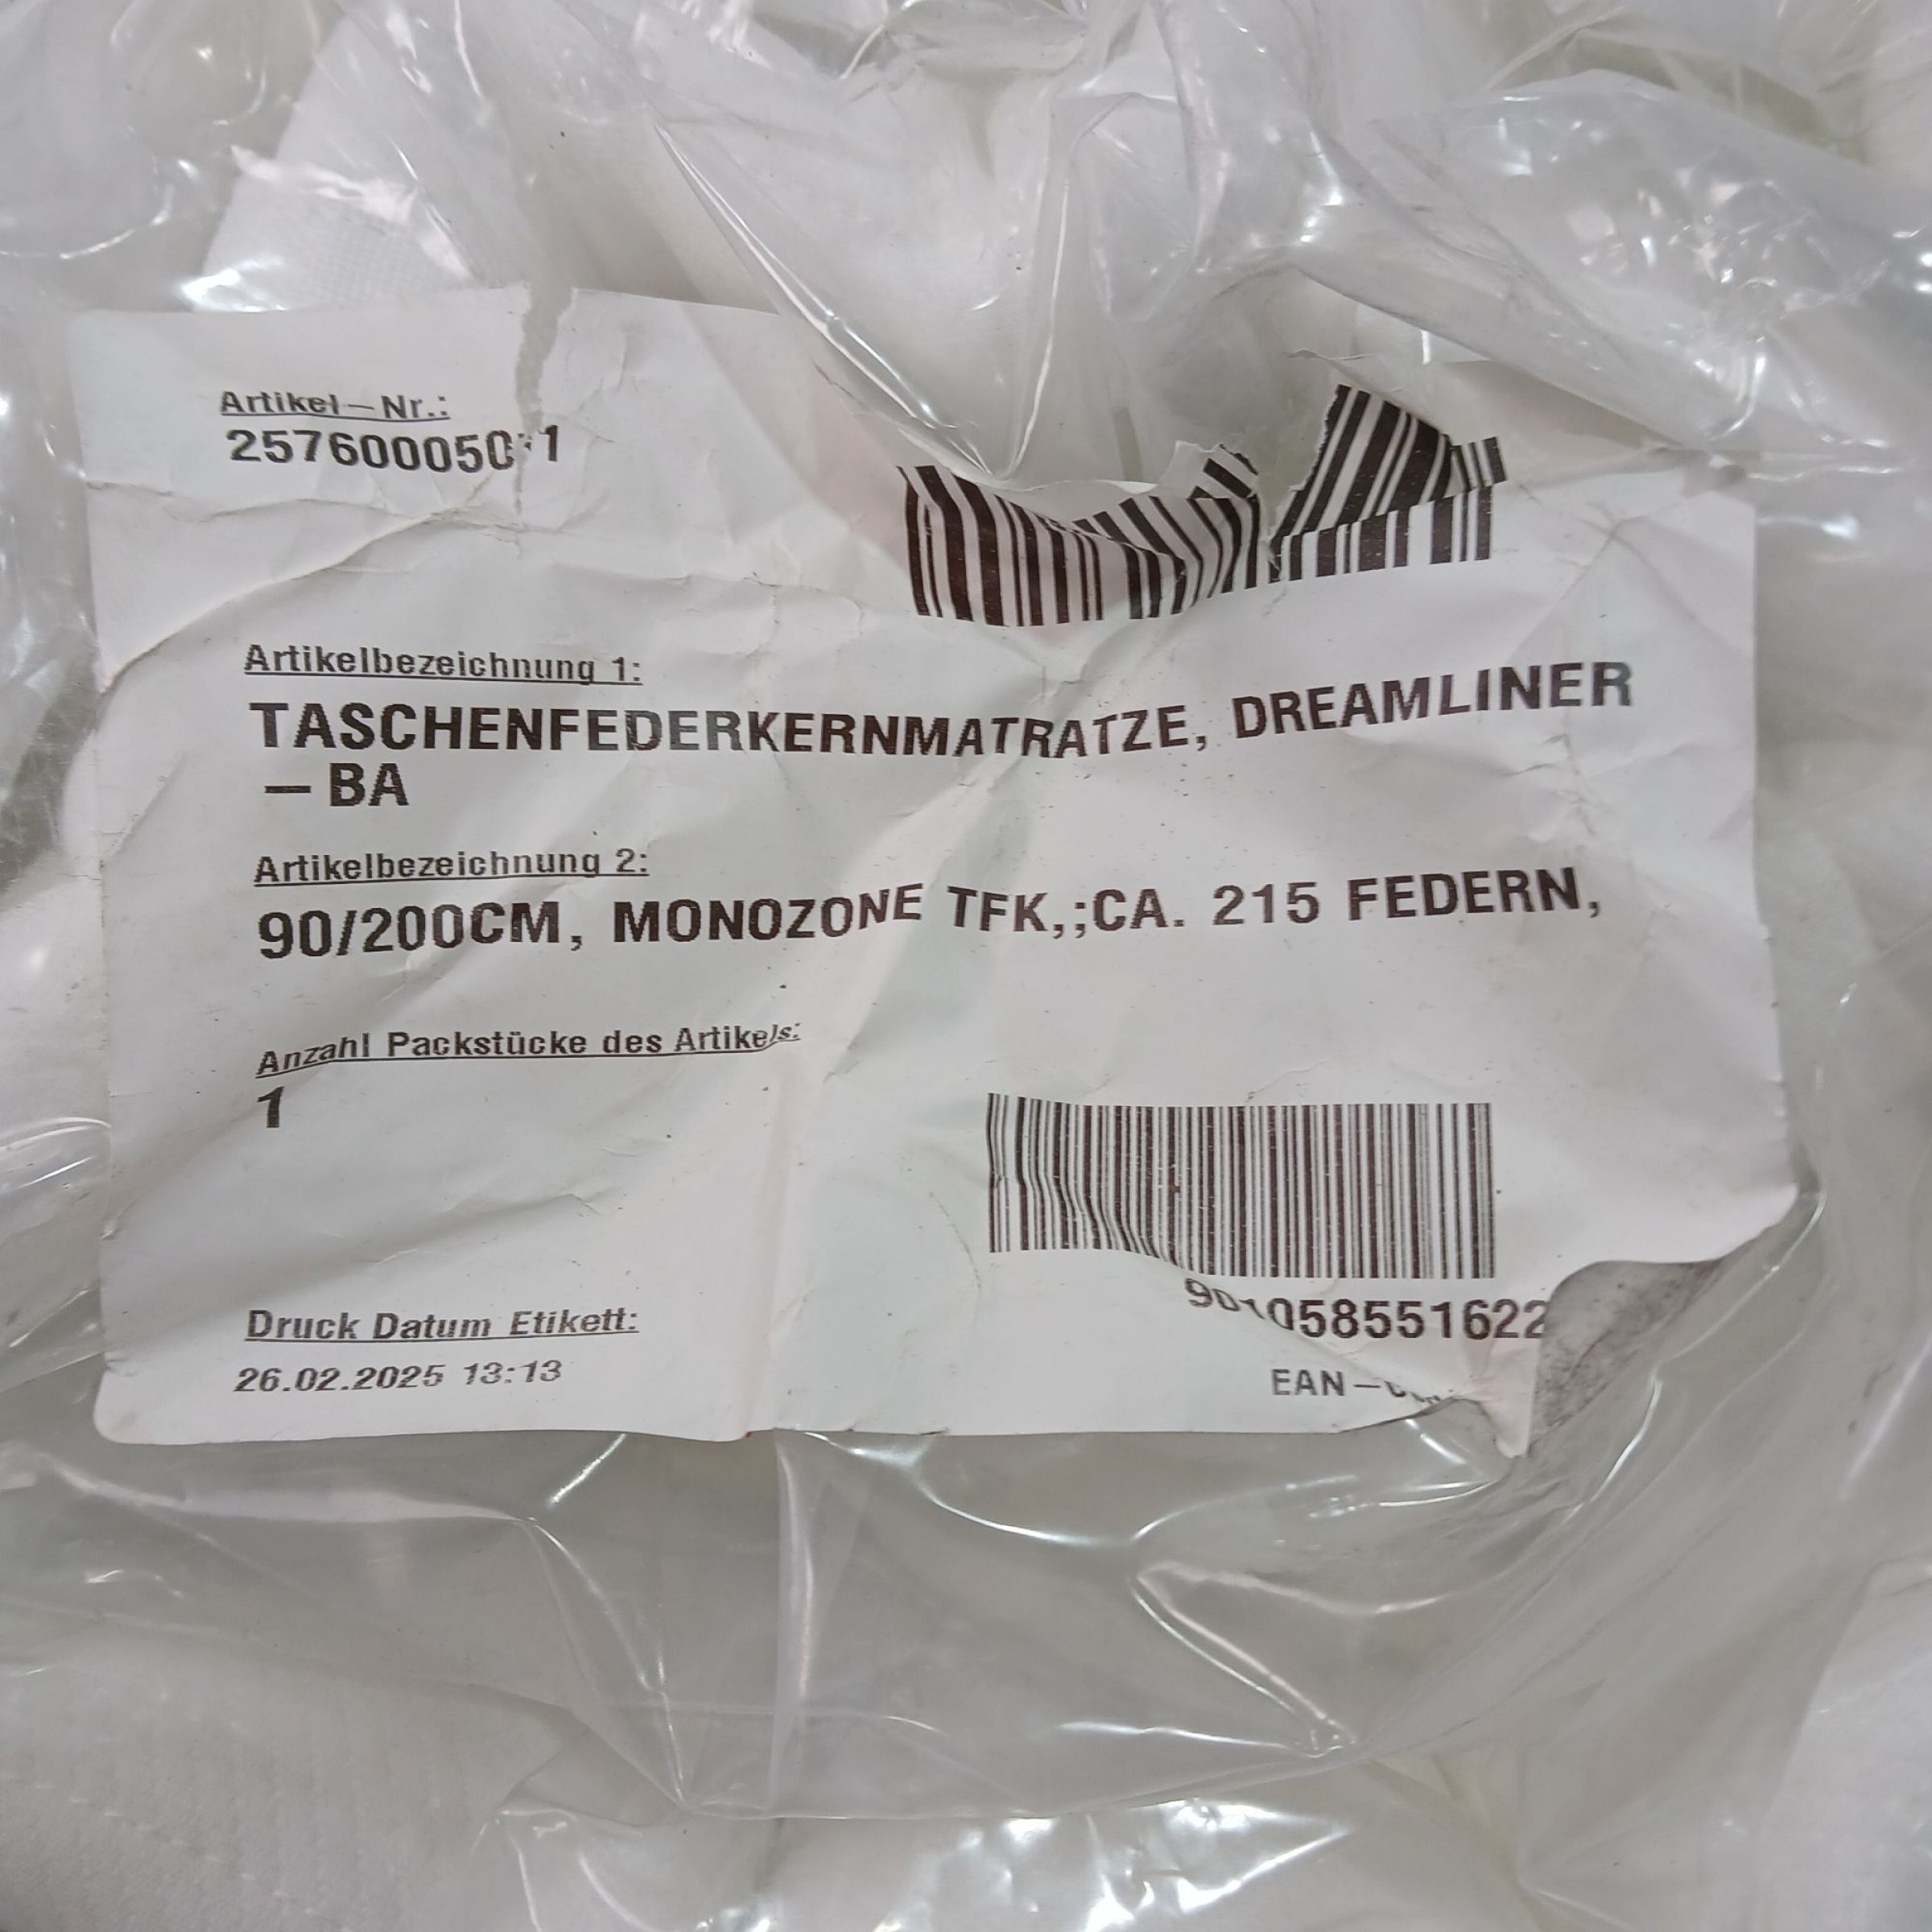 Artikel-Nr.:
Artikelbezeichnung 1:
TASCHENFEDERKERNMATRATZE, DREAMLINER
- BA
Artikelbezeichnung 2:
90/200CM, MONOZONE TFK,;CA. 215 FEDERN,
Anzahl Packstücke des Artikels:
1
Druck Datum Etikett:
26.02.2025 13:13